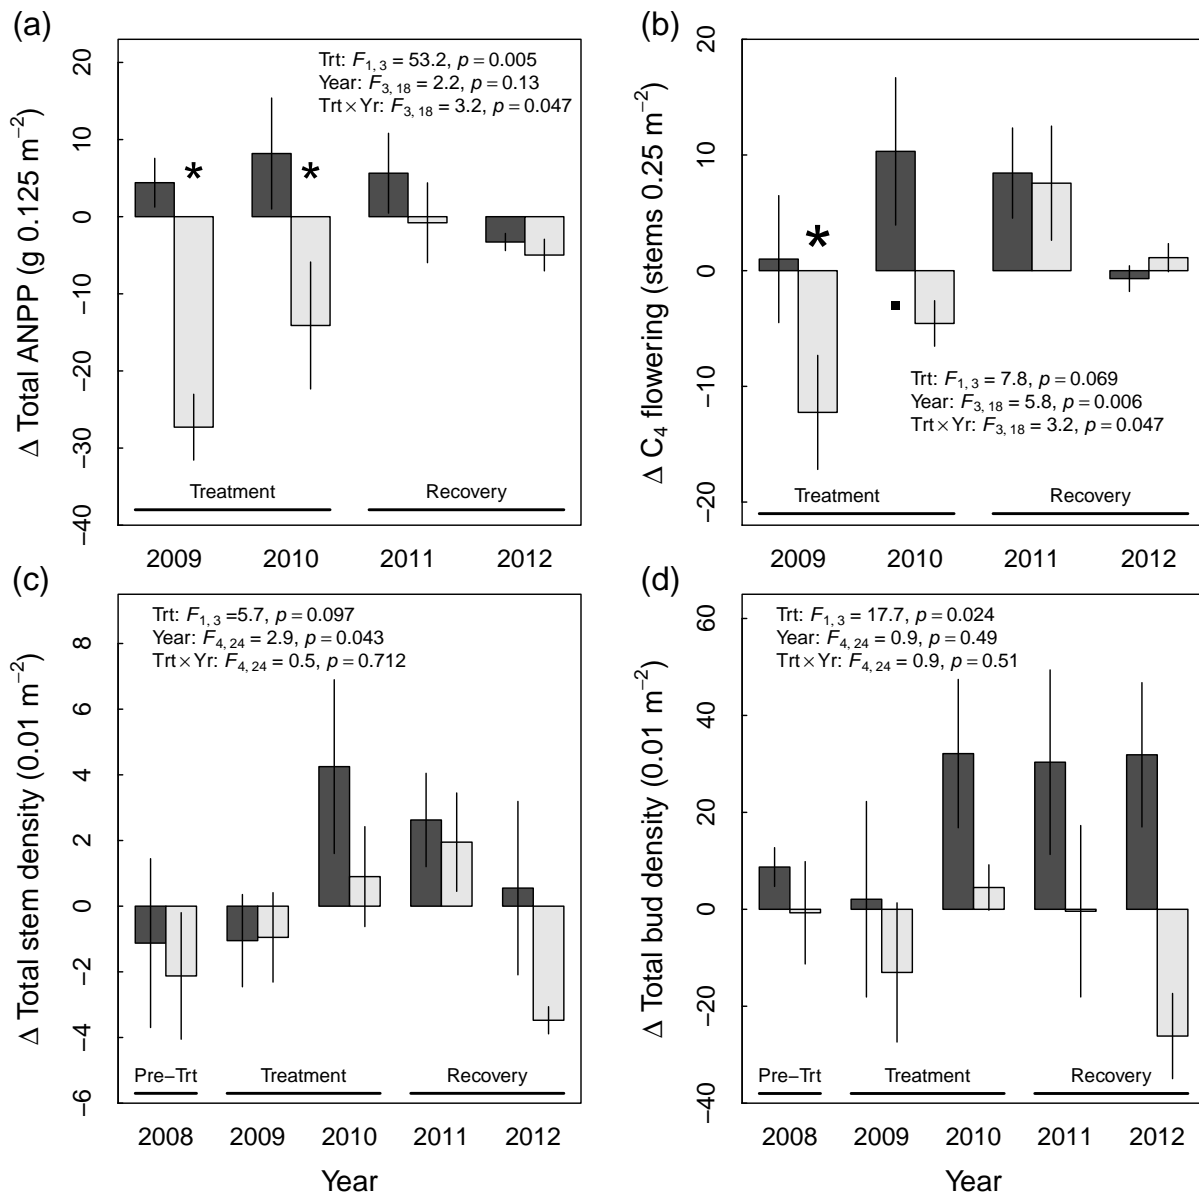 (a)
Δ Total ANPP (g 0.125 m−2)
20
10
0
−10
−20
−30
−40
Trt: F1, 3 = 53.2, p = 0.005
Year: F3, 18 = 2.2, p = 0.13
Trt×Yr: F3, 18 = 3.2, p = 0.047
*
*
Treatment
Recovery
2009
2010
2011
2012
(b)
Δ C4 flowering (stems 0.25 m−2)
20
10
0
−10
−20
*
Trt: F1, 3 = 7.8, p = 0.069
Year: F3, 18 = 5.8, p = 0.006
Trt×Yr: F3, 18 = 3.2, p = 0.047
Treatment
Recovery
2009
2010
2011
2012
(c)
Δ Total stem density (0.01 m−2)
8
6
4
2
0
−2
−4
−6
Trt: F1, 3 =5.7, p = 0.097
Year: F4, 24 = 2.9, p = 0.043
Trt×Yr: F4, 24 = 0.5, p = 0.712
Pre−Trt
Treatment
Recovery
2008
2009
2010
2011
2012
Year
(d)
Δ Total bud density (0.01 m−2)
60
40
20
0
−20
−40
Trt: F1, 3 = 17.7, p = 0.024
Year: F4, 24 = 0.9, p = 0.49
Trt×Yr: F4, 24 = 0.9, p = 0.51
Pre−Trt
Treatment
Recovery
2008
2009
2010
2011
2012
Year